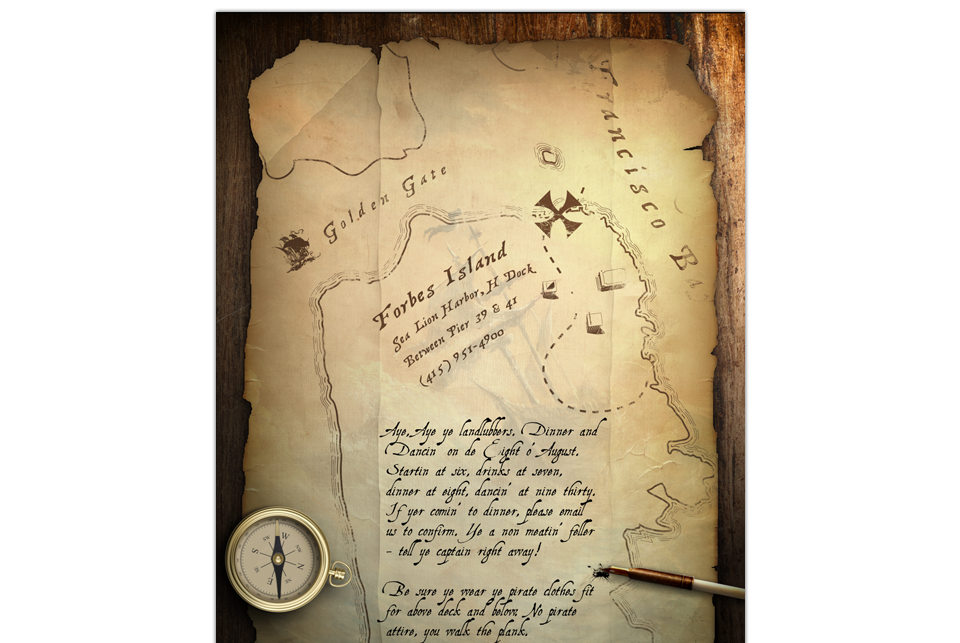 Francisco Bay
Golden Gate
Forbes Island
Sea Lion Harbor, H Dock
Between Pier 39 & 41
(415) 951-4900
Aye, Aye ye landlubbers. Dinner and
Dancin' on de Eight o' August.
Startin at six, drinks at seven,
dinner at eight, dancin' at nine thirty.
If yer comin' to dinner, please email
us to confirm. Ye a non meatin' feller
- tell ye captain right away!
Be sure ye wear ye pirate clothes fit
for above deck and below. No pirate
attire, you walk the plank.
W
N
S